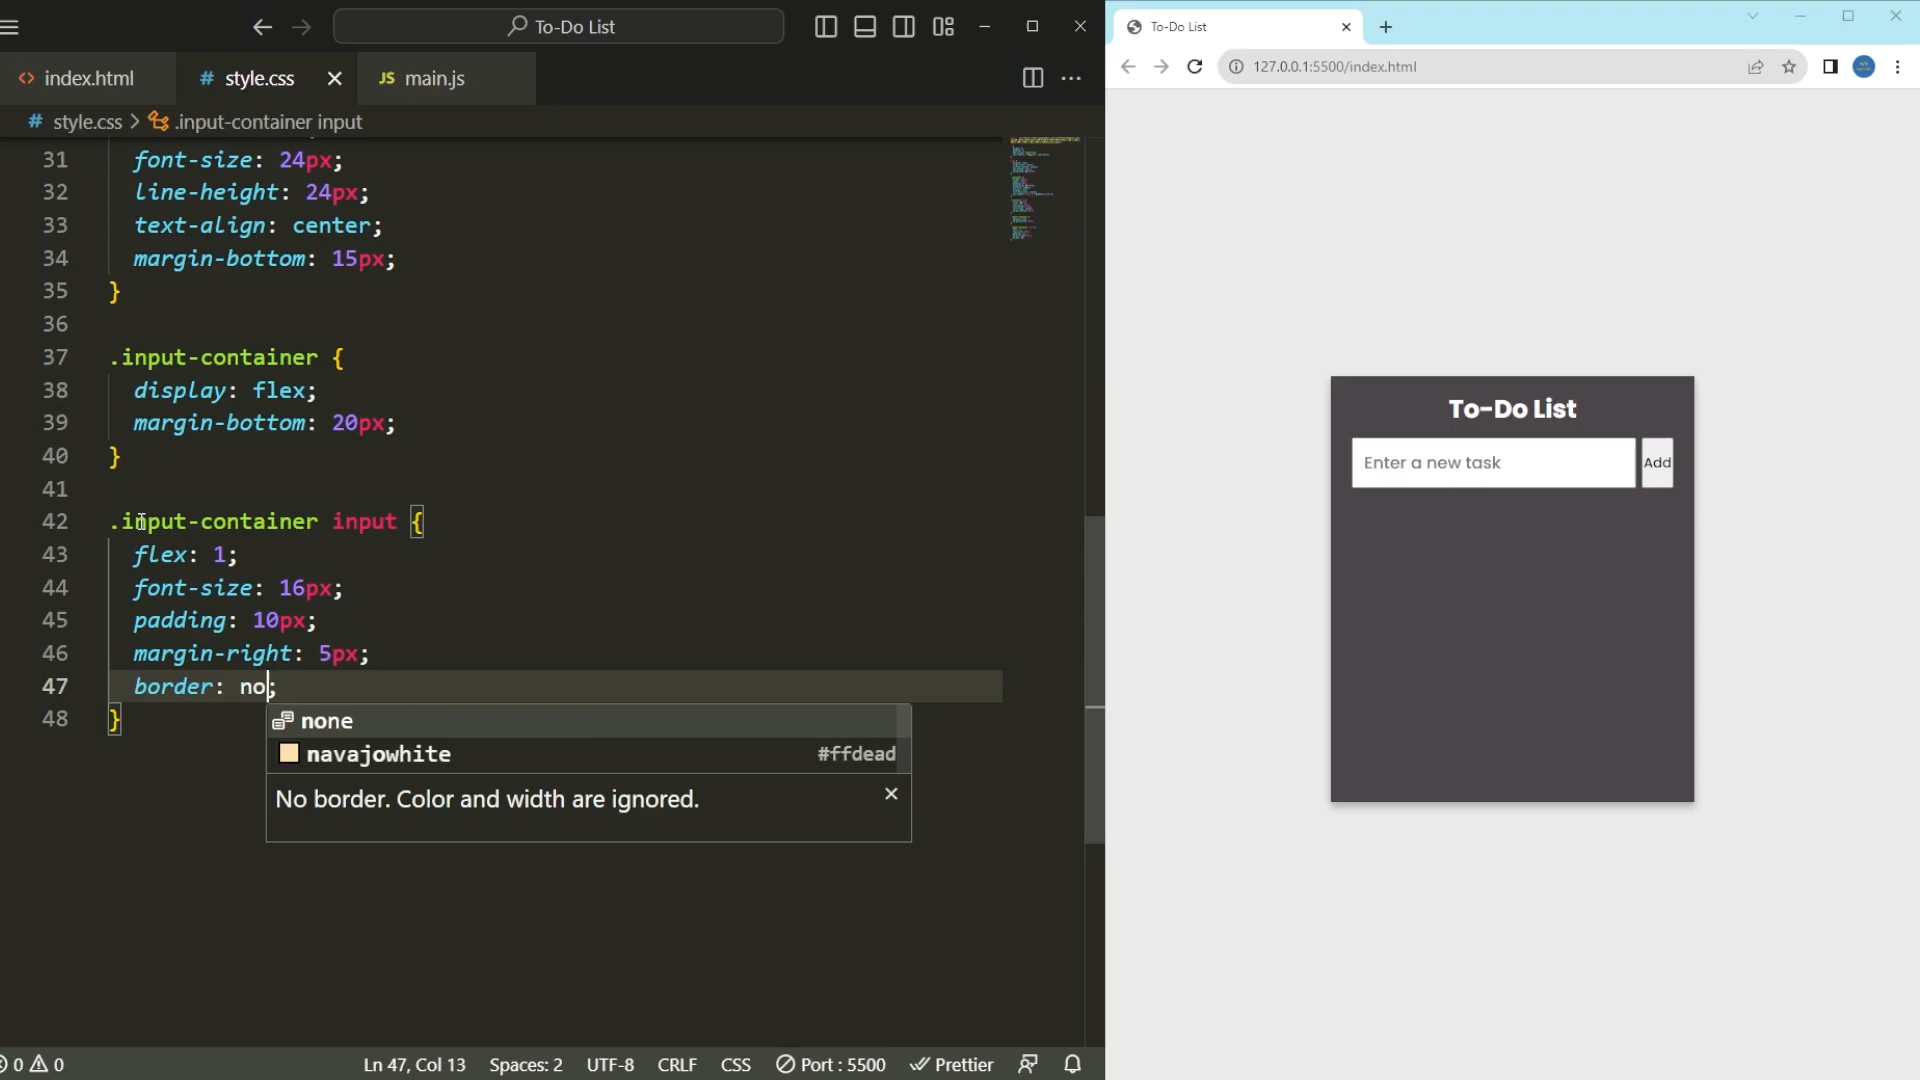 To-Do List
index.html
# style.css
JS main.js
# style.css > .input-container input
31 font-size: 24px;
32 line-height: 24px;
33 text-align: center;
34 margin-bottom: 15px;
35 }
36
37 .input-container {
38 display: flex;
39 margin-bottom: 20px;
40 }
41
42 .input-container input {
43 flex: 1;
44 font-size: 16px;
45 padding: 10px;
46 margin-right: 5px;
47 border: no;
48 }
none
navajowhite #ffdead
No border. Color and width are ignored.
0 0 Ln 47, Col 13 Spaces: 2 UTF-8 CRLF CSS Port : 5500 Prettier
To-Do List
127.0.0.1:5500/index.html
To-Do List
Enter a new task
Add